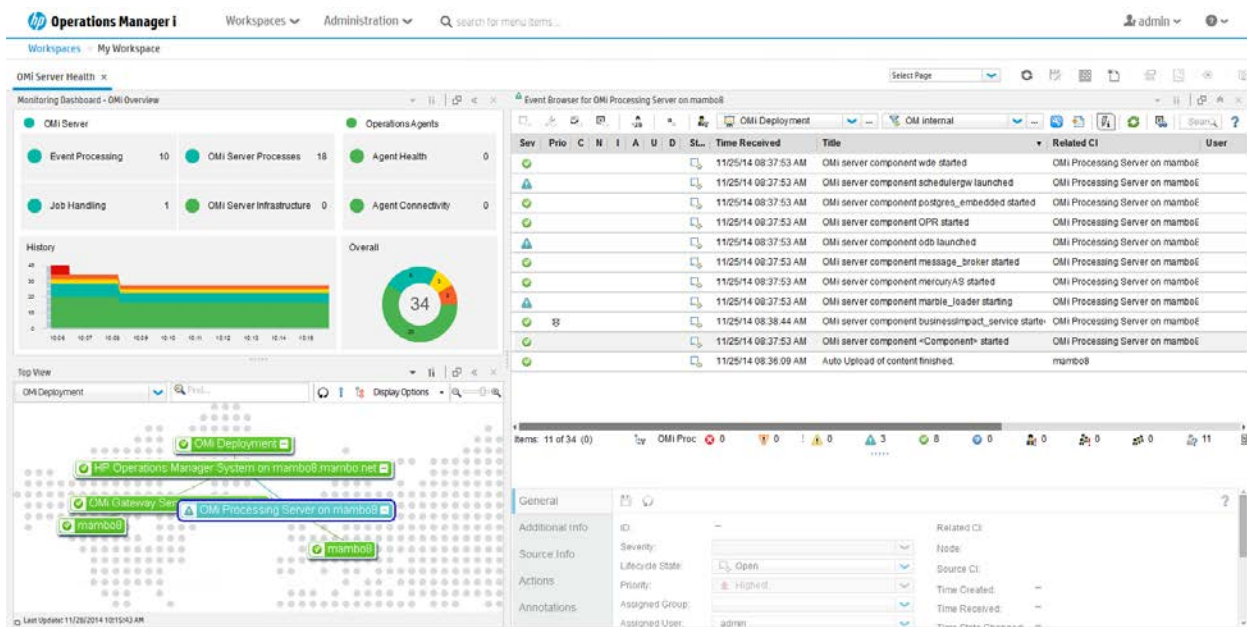 hp Operations Manager i
Workspaces
Administration
Search for menu items...
admin
Workspaces
My Workspace
OMi Server Health ×
Select Page
Monitoring Dashboard - OMi Overview
OMi Server
Operations Agents
Event Processing 10
OMi Server Processes 18
Agent Health 0
Job Handling 1
OMi Server Infrastructure 0
Agent Connectivity 0
History
Overall
34
Top View
OMi Deployment
Find...
Display Options
OMi Deployment
HP Operations Manager System on mambo8.mambo.net
OMi Gateway Ser
OMi Processing Server on mambo8
mambo8
mambo8
Last Update: 11/28/2014 10:15:43 AM
Event Browser for OMi Processing Server on mambo8
OMi Deployment
OMi internal
Sev Prio C N I A U D St... Time Received Title Related CI User
11/25/14 08:37:53 AM OMi server component wde started OMi Processing Server on mambo8
11/25/14 08:37:53 AM OMi server component schedulergw launched OMi Processing Server on mambo8
11/25/14 08:37:53 AM OMi server component postgres_embedded started OMi Processing Server on mambo8
11/25/14 08:37:53 AM OMi server component OPR started OMi Processing Server on mambo8
11/25/14 08:37:53 AM OMi server component odb launched OMi Processing Server on mambo8
11/25/14 08:37:53 AM OMi server component message_broker started OMi Processing Server on mambo8
11/25/14 08:37:53 AM OMi server component mercuryAS started OMi Processing Server on mambo8
11/25/14 08:37:53 AM OMi server component marble_loader starting OMi Processing Server on mambo8
11/25/14 08:38:44 AM OMi server component businessimpact_service starte OMi Processing Server on mambo8
11/25/14 08:37:53 AM OMi server component <Component> started OMi Processing Server on mambo8
11/25/14 08:36:09 AM Auto Upload of content finished. mambo8
Items: 11 of 34 (0) OMi Proc 0 0 0 3 8 0 0 0 0 11
General
Additional Info
Source Info
Actions
Annotations
ID: --
Severity:
Lifecycle State: Open
Priority: Highest
Assigned Group:
Assigned User: admin
Related CI:
Node:
Source CI:
Time Created: --
Time Received: --
Time State Changed: --